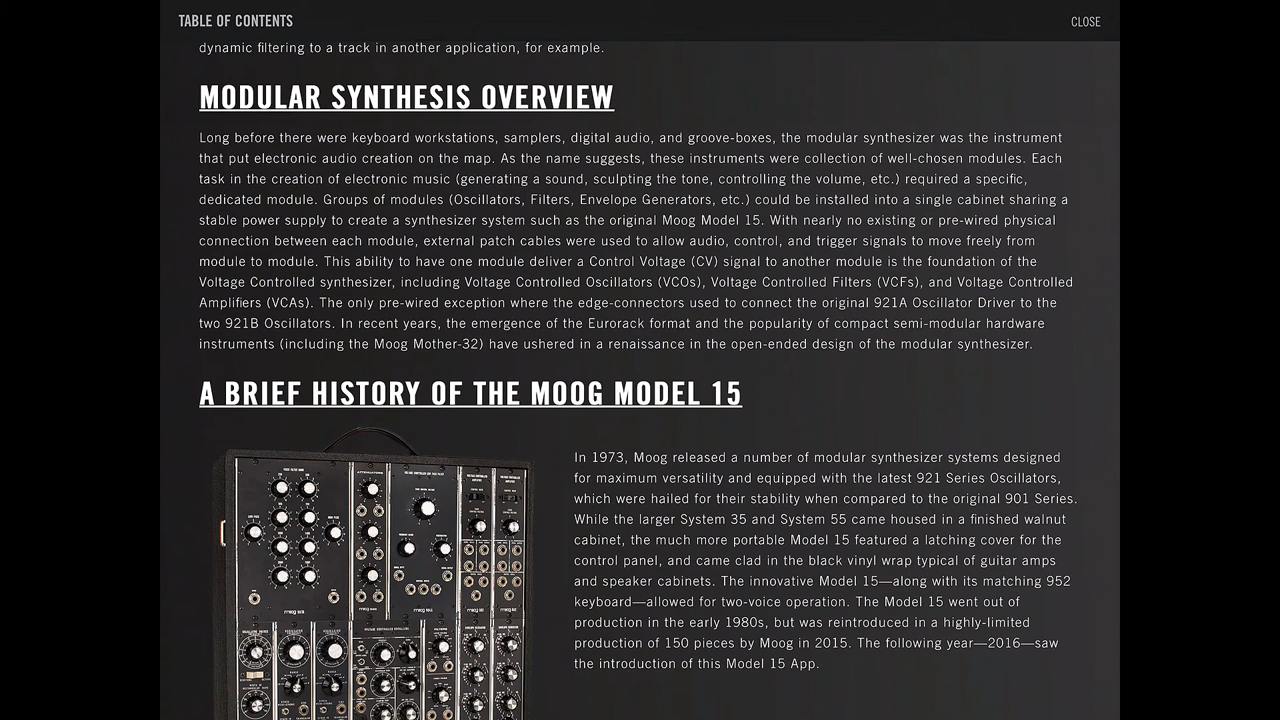 TABLE OF CONTENTS
CLOSE
dynamic filtering to a track in another application, for example.
MODULAR SYNTHESIS OVERVIEW
Long before there were keyboard workstations, samplers, digital audio, and groove-boxes, the modular synthesizer was the instrument
that put electronic audio creation on the map. As the name suggests, these instruments were collection of well-chosen modules. Each
task in the creation of electronic music (generating a sound, sculpting the tone, controlling the volume, etc.) required a specific,
dedicated module. Groups of modules (Oscillators, Filters, Envelope Generators, etc.) could be installed into a single cabinet sharing a
stable power supply to create a synthesizer system such as the original Moog Model 15. With nearly no existing or pre-wired physical
connection between each module, external patch cables were used to allow audio, control, and trigger signals to move freely from
module to module. This ability to have one module deliver a Control Voltage (CV) signal to another module is the foundation of the
Voltage Controlled synthesizer, including Voltage Controlled Oscillators (VCOs), Voltage Controlled Filters (VCFs), and Voltage Controlled
Amplifiers (VCAs). The only pre-wired exception where the edge-connectors used to connect the original 921A Oscillator Driver to the
two 921B Oscillators. In recent years, the emergence of the Eurorack format and the popularity of compact semi-modular hardware
instruments (including the Moog Mother-32) have ushered in a renaissance in the open-ended design of the modular synthesizer.
A BRIEF HISTORY OF THE MOOG MODEL 15
In 1973, Moog released a number of modular synthesizer systems designed
for maximum versatility and equipped with the latest 921 Series Oscillators,
which were hailed for their stability when compared to the original 901 Series.
While the larger System 35 and System 55 came housed in a finished walnut
cabinet, the much more portable Model 15 featured a latching cover for the
control panel, and came clad in the black vinyl wrap typical of guitar amps
and speaker cabinets. The innovative Model 15—along with its matching 952
keyboard—allowed for two-voice operation. The Model 15 went out of
production in the early 1980s, but was reintroduced in a highly-limited
production of 150 pieces by Moog in 2015. The following year—2016—saw
the introduction of this Model 15 App.